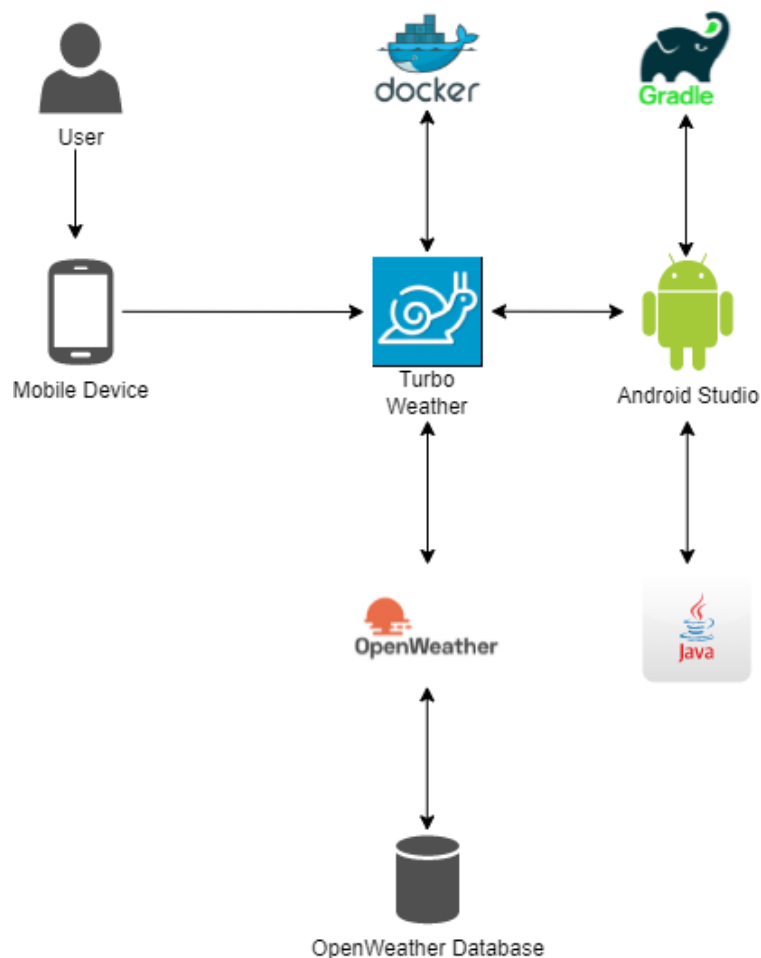 User
docker
Gradle
Mobile Device
Turbo
Weather
Android Studio
OpenWeather
Java
OpenWeather Database